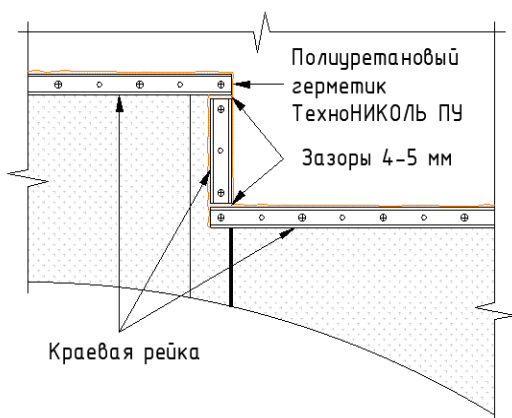 Полиуретановый
герметик
ТехноНИКОЛЬ ПУ
Зазоры 4-5 мм
Краевая рейка